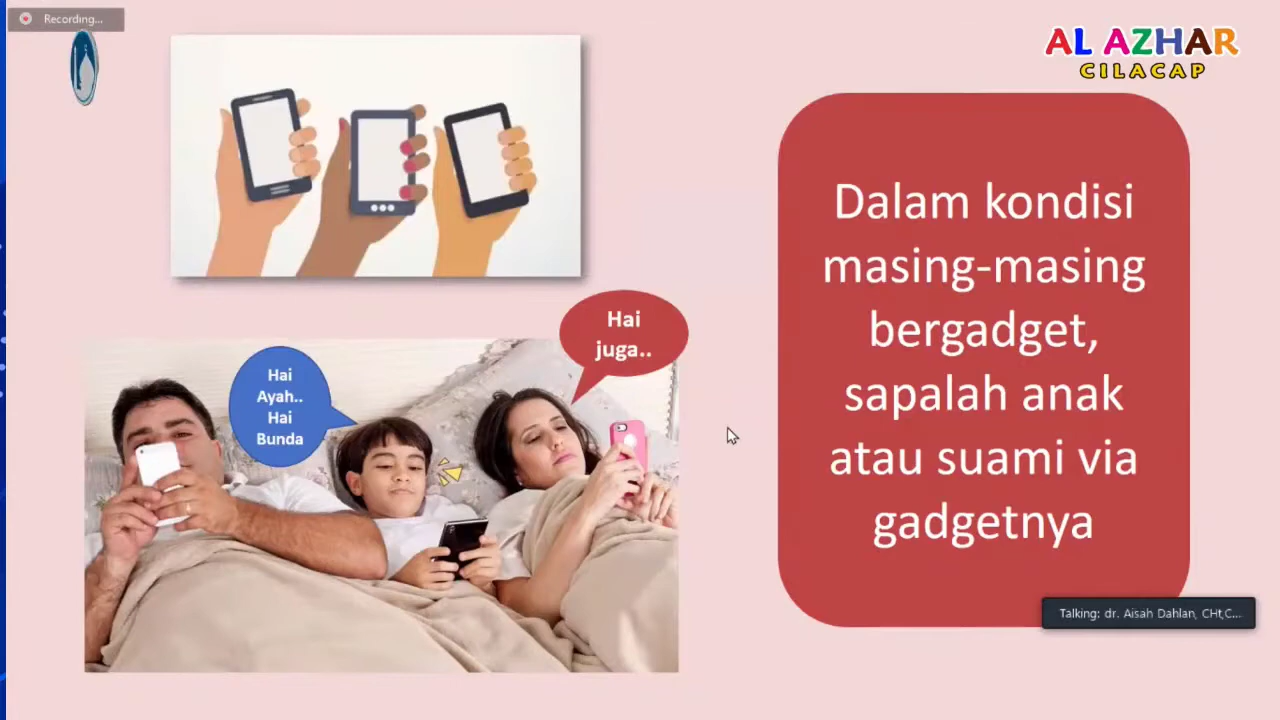 Recording...
AL AZHAR
CILACAP
Dalam kondisi
masing-masing
bergadget,
sapalah anak
atau suami via
gadgetnya
Hai
juga..
Hai
Ayah..
Hai
Bunda
Talking: dr. Aisah Dahlan, CHt,C...